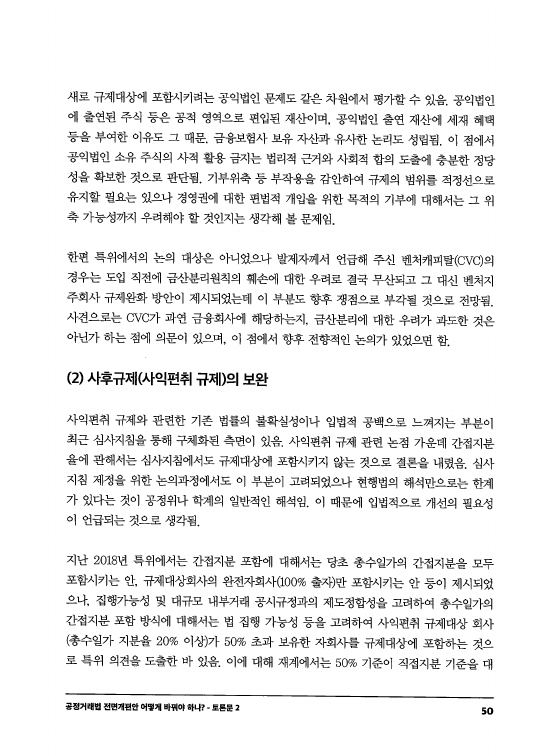 새로 규제대상에 포함시키려는 공익법인 문제도 같은 차원에서 평가할 수 있음. 공익법인
에 출연된 주식 등은 공적 영역으로 편입된 재산이며, 공익법인 출연 재산에 세재 혜택
등을 부여한 이유도 그 때문. 금융보험사 보유 자산과 유사한 논리도 성립됨. 이 점에서
공익법인 소유 주식의 사적 활용 금지는 법리적 근거와 사회적 합의 도출에 충분한 정당
성을 확보한 것으로 판단됨. 기부위축 등 부작용을 감안하여 규제의 범위를 적정선으로
유지할 필요는 있으나 경영권에 대한 편법적 개입을 위한 목적의 기부에 대해서는 그 위
축 가능성까지 우려해야 할 것인지는 생각해 볼 문제임.
한편 특위에서의 논의 대상은 아니었으나 발제자께서 언급해 주신 벤처캐피탈(CVC)의
경우는 도입 직전에 금산분리원칙의 훼손에 대한 우려로 결국 무산되고 그 대신 벤처지
주회사 규제완화 방안이 제시되었는데 이 부분도 향후 쟁점으로 부각될 것으로 전망됨.
사견으로는 CVC가 과연 금융회사에 해당하는지, 금산분리에 대한 우려가 과도한 것은
아닌가 하는 점에 의문이 있으며, 이 점에서 향후 전향적인 논의가 있었으면 함.
(2) 사후규제(사익편취 규제)의 보완
사익편취 규제와 관련한 기존 법률의 불확실성이나 입법적 공백으로 느껴지는 부분이
최근 심사지침을 통해 구체화된 측면이 있음. 사익편취 규제 관련 논점 가운데 간접지분
율에 관해서는 심사지침에서도 규제대상에 포함시키지 않는 것으로 결론을 내렸음. 심사
지침 제정을 위한 논의과정에서도 이 부분이 고려되었으나 현행법의 해석만으로는 한계
가 있다는 것이 공정위나 학계의 일반적인 해석임. 이 때문에 입법적으로 개선의 필요성
이 언급되는 것으로 생각됨.
지난 2018년 특위에서는 간접지분 포함에 대해서는 당초 총수일가의 간접지분을 모두
포함시키는 안, 규제대상회사의 완전자회사(100% 출자)만 포함시키는 안 등이 제시되었
으나, 집행가능성 및 대규모 내부거래 공시규정과의 제도정합성을 고려하여 총수일가의
간접지분 포함 방식에 대해서는 법 집행 가능성 등을 고려하여 사익편취 규제대상 회사
(총수일가 지분율 20% 이상)가 50% 초과 보유한 자회사를 규제대상에 포함하는 것으
로 특위 의견을 도출한 바 있음. 이에 대해 재계에서는 50% 기준이 직접지분 기준을 대
공정거래법 전면개편안 어떻게 바꿔야 하나? - 토론문 2
50